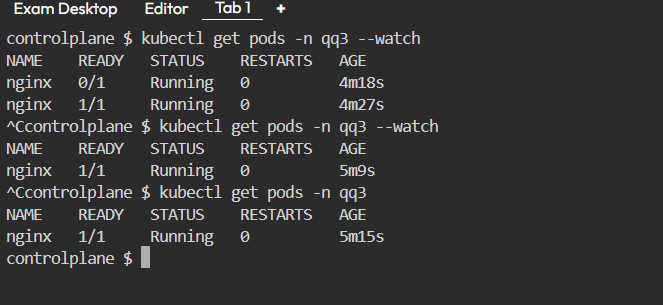 Exam Desktop Editor Tab 1 +
controlplane $ kubectl get pods -n qq3 --watch
NAME READY STATUS RESTARTS AGE
nginx 0/1 Running 0 4m18s
nginx 1/1 Running 0 4m27s
^Ccontrolplane $ kubectl get pods -n qq3 --watch
NAME READY STATUS RESTARTS AGE
nginx 1/1 Running 0 5m9s
^Ccontrolplane $ kubectl get pods -n qq3
NAME READY STATUS RESTARTS AGE
nginx 1/1 Running 0 5m15s
controlplane $